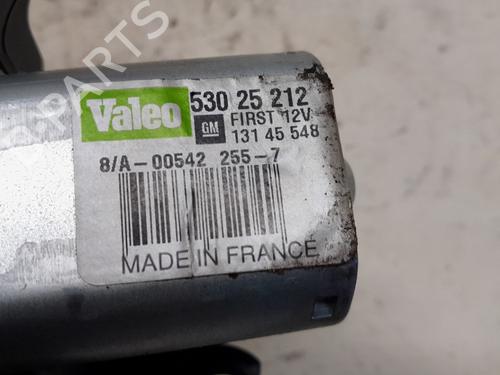 Valeo 530 25 212
GM FIRST 12V
131 45 548
8/A-00542 255-7
MADE IN FRANCE